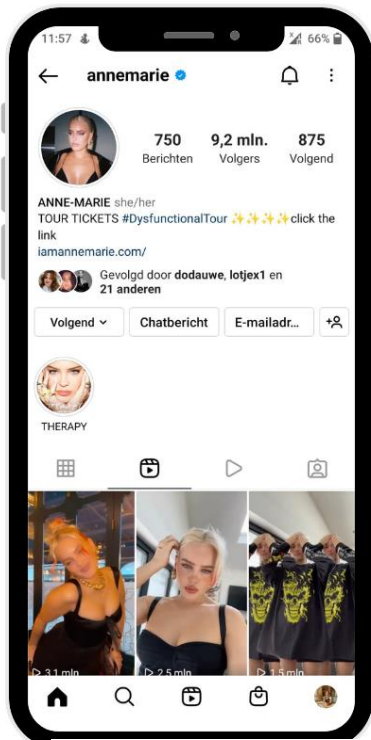 11:57
66%
annemarie
750 9,2 mln. 875
Berichten Volgers Volgend
ANNE-MARIE she/her
TOUR TICKETS #DysfunctionalTour ✨✨✨✨click the
link
iamannemarie.com/
Gevolgd door dodauwe, lotjex1 en
21 anderen
Volgend Chatbericht E-mailadr...
THERAPY
3,1 mln. 2,5 mln. 1,5 mln.